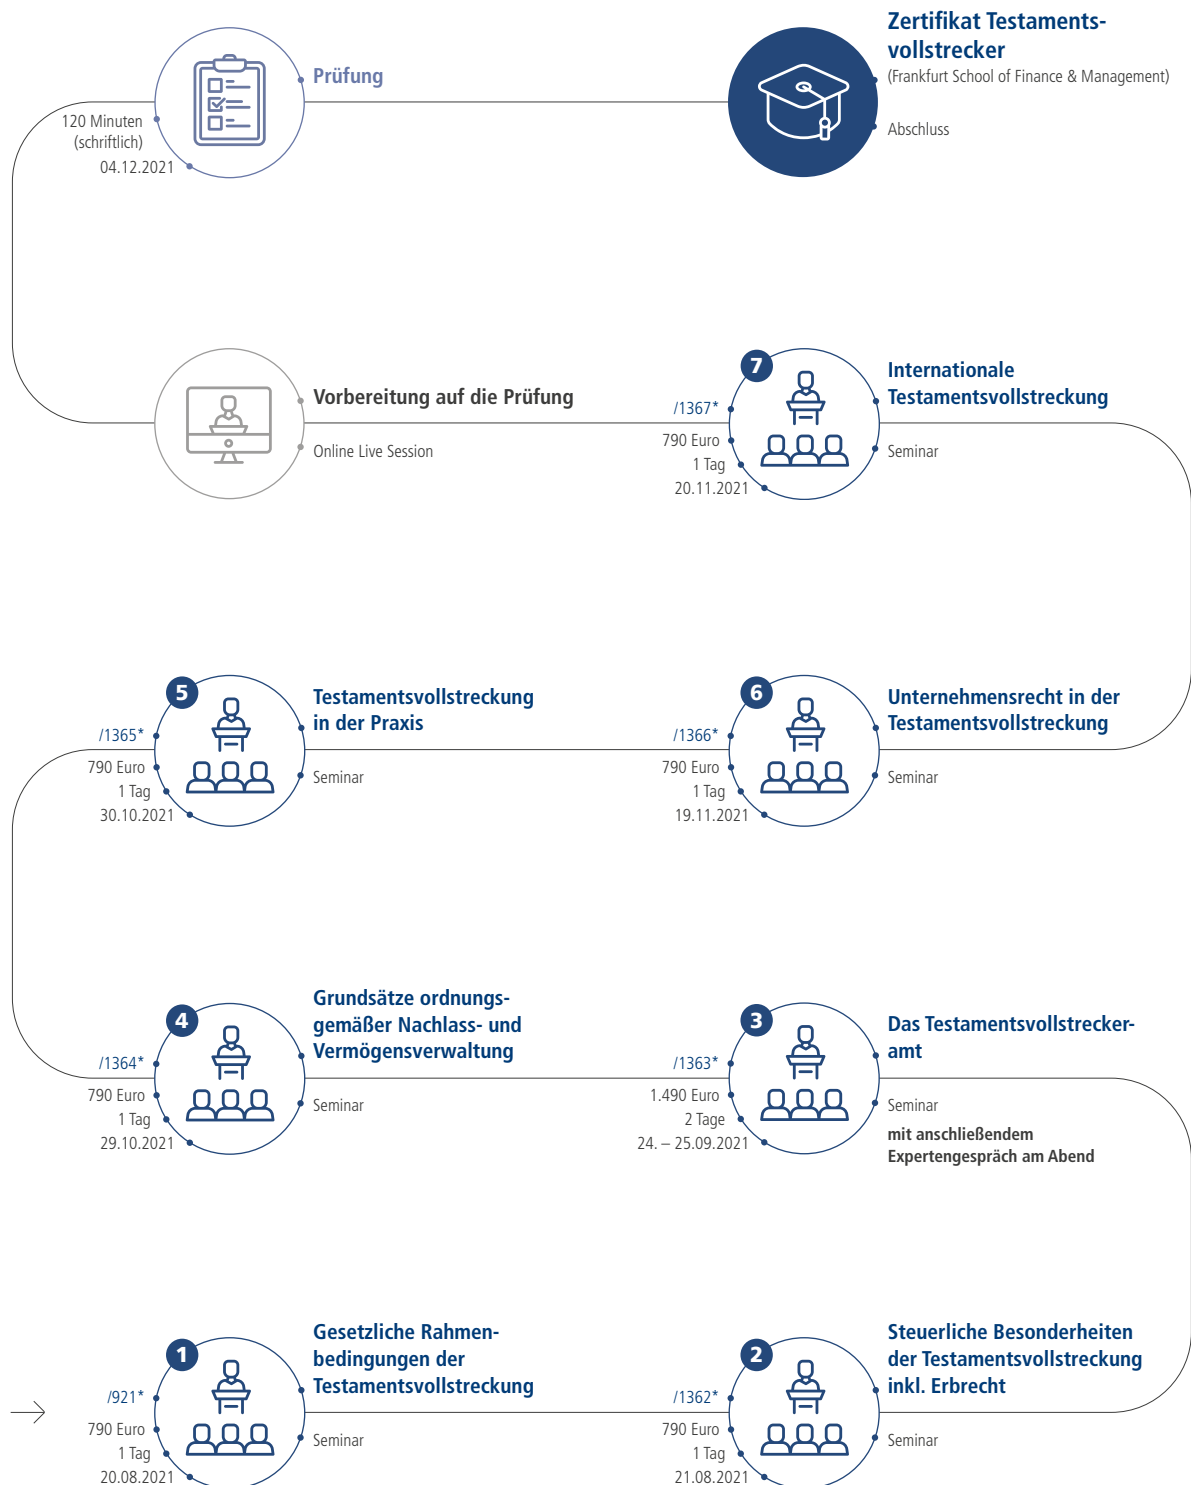 Prüfung
120 Minuten
(schriftlich)
04.12.2021
Zertifikat Testaments-
vollstrecker
(Frankfurt School of Finance & Management)
Abschluss
Vorbereitung auf die Prüfung
Online Live Session
7
Internationale
Testamentsvollstreckung
/1367*
790 Euro
1 Tag
20.11.2021
Seminar
5
Testamentsvollstreckung
in der Praxis
/1365*
790 Euro
1 Tag
30.10.2021
Seminar
6
Unternehmensrecht in der
Testamentsvollstreckung
/1366*
790 Euro
1 Tag
19.11.2021
Seminar
4
Grundsätze ordnungs-
gemäßer Nachlass- und
Vermögensverwaltung
/1364*
790 Euro
1 Tag
29.10.2021
Seminar
3
Das Testamentsvollstrecker-
amt
/1363*
1.490 Euro
2 Tage
24. – 25.09.2021
Seminar
mit anschließendem
Expertengespräch am Abend
1
Gesetzliche Rahmen-
bedingungen der
Testamentsvollstreckung
/921*
790 Euro
1 Tag
20.08.2021
Seminar
2
Steuerliche Besonderheiten
der Testamentsvollstreckung
inkl. Erbrecht
/1362*
790 Euro
1 Tag
21.08.2021
Seminar